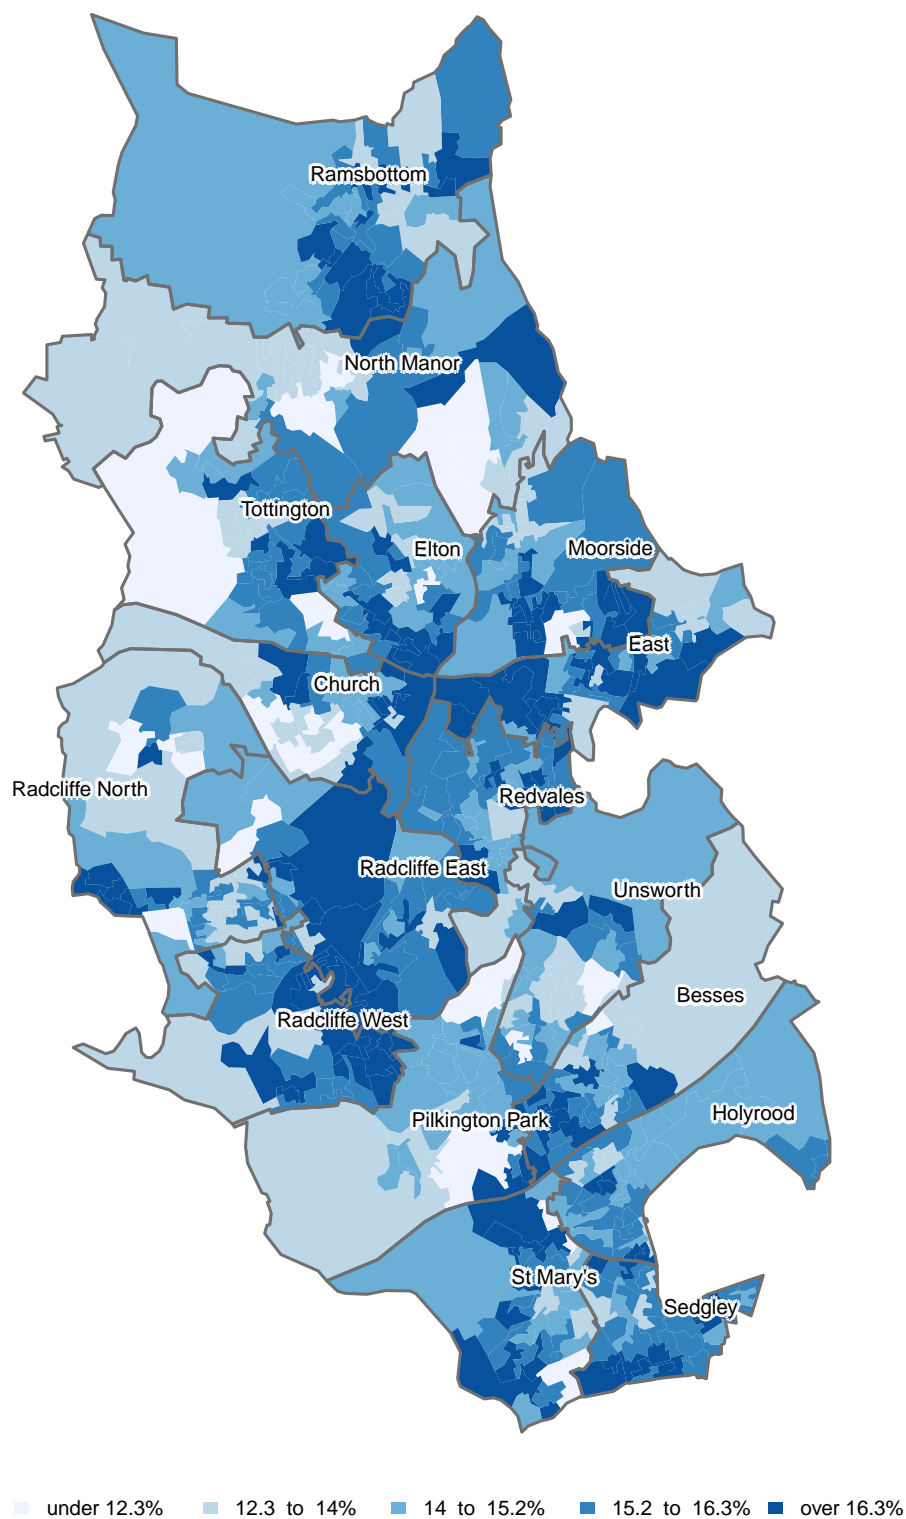 Ramsbottom
North Manor
Tottington
Elton
Moorside
East
Church
Radcliffe North
Redvales
Radcliffe East
Unsworth
Besses
Radcliffe West
Holyrood
Pilkington Park
St Mary's
Sedgley
under 12.3% 12.3 to 14% 14 to 15.2% 15.2 to 16.3% over 16.3%